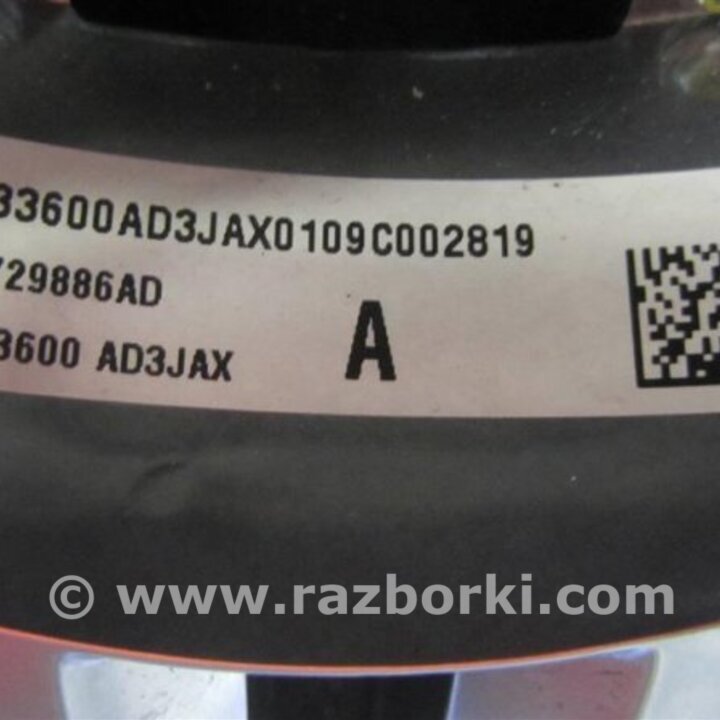 33600AD3JAX0109C002819
729886AD
3600 AD3JAX
A
© www.razborki.com